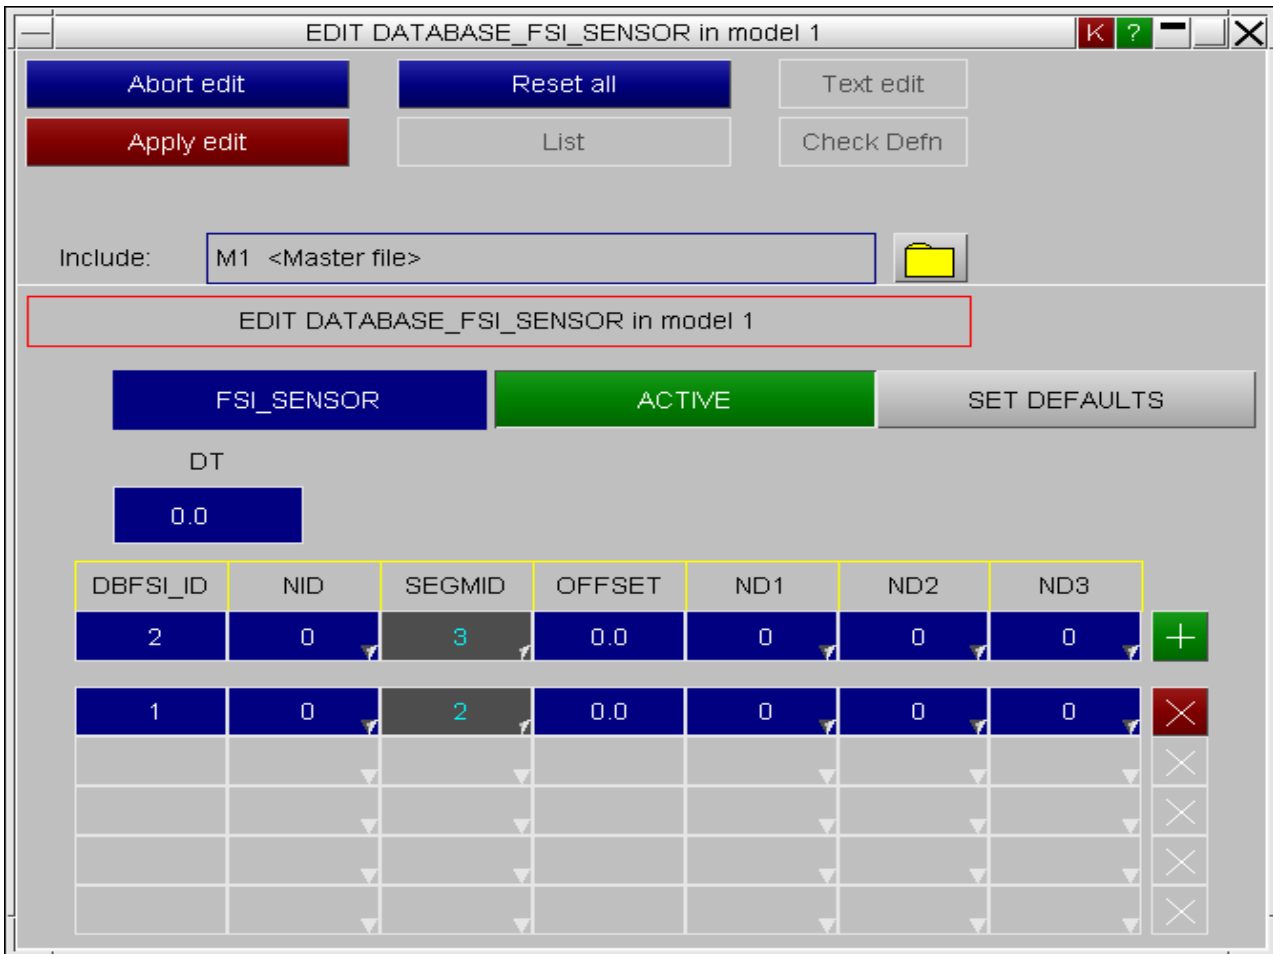 EDIT DATABASE_FSI_SENSOR in model 1 K ?
Abort edit Reset all Text edit
Apply edit List Check Defn
Include: M1 <Master file>
EDIT DATABASE_FSI_SENSOR in model 1
FSI_SENSOR ACTIVE SET DEFAULTS
DT
0.0
DBFSI_ID NID SEGMID OFFSET ND1 ND2 ND3
2 0 3 0.0 0 0 0
1 0 2 0.0 0 0 0